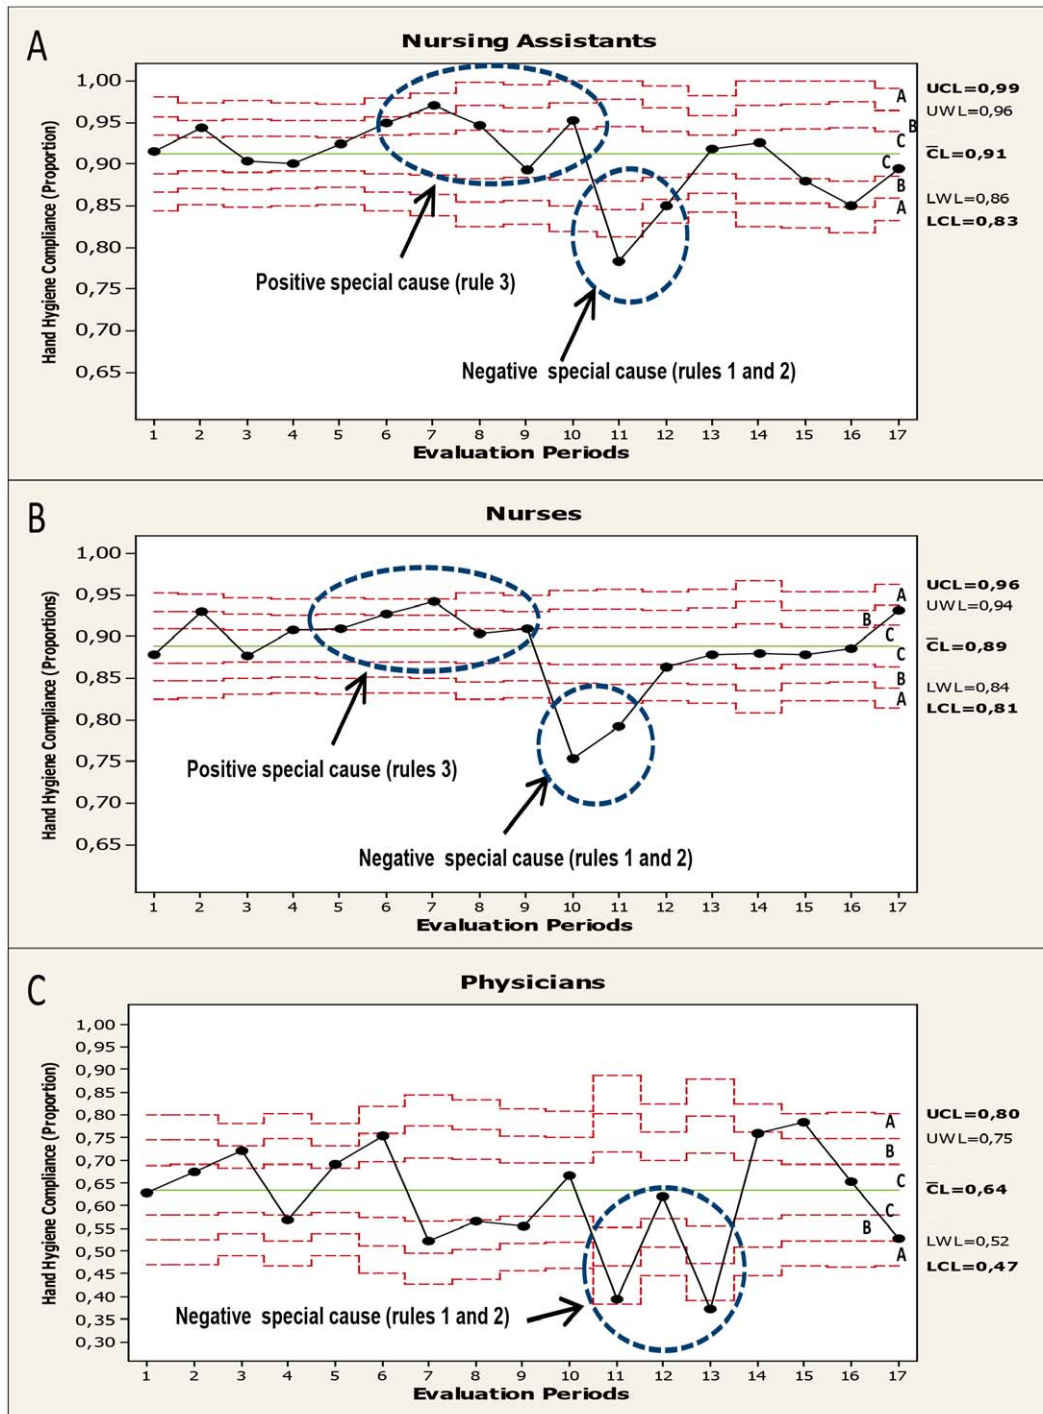 A
Nursing Assistants
Hand Hygiene Compliance (Proportion)
1,00
0,95
0,90
0,85
0,80
0,75
0,70
0,65
UCL=0,99
A
UWL=0,96
B
C
C̅L=0,91
C
B
LWL=0,86
A
LCL=0,83
Positive special cause (rule 3)
Negative special cause (rules 1 and 2)
1 2 3 4 5 6 7 8 9 10 11 12 13 14 15 16 17
Evaluation Periods
B
Nurses
Hand Hygiene Compliance (Proportions)
1,00
0,95
0,90
0,85
0,80
0,75
0,70
0,65
UCL=0,96
A
UWL=0,94
B
C
C̅L=0,89
C
B
LWL=0,84
A
LCL=0,81
Positive special cause (rules 3)
Negative special cause (rules 1 and 2)
1 2 3 4 5 6 7 8 9 10 11 12 13 14 15 16 17
Evaluation Periods
C
Physicians
Hand Hygiene Compliance (Proportion)
1,00
0,95
0,90
0,85
0,80
0,75
0,70
0,65
0,60
0,55
0,50
0,45
0,40
0,35
0,30
UCL=0,80
A
UWL=0,75
B
C
C̅L=0,64
C
B
LWL=0,52
A
LCL=0,47
Negative special cause (rules 1 and 2)
1 2 3 4 5 6 7 8 9 10 11 12 13 14 15 16 17
Evaluation Periods